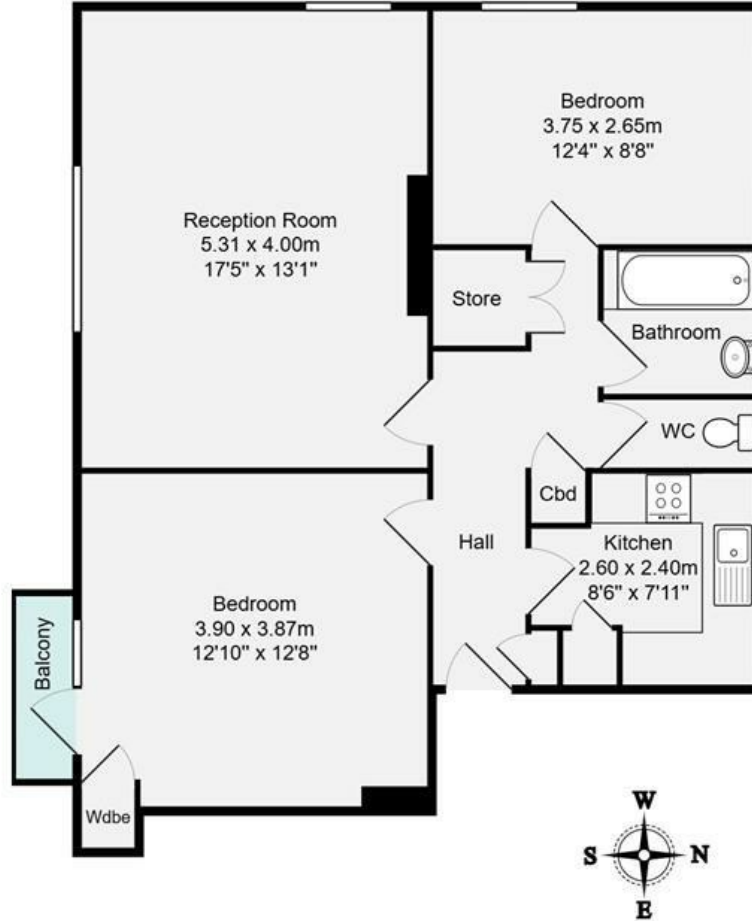 Bedroom
3.75 x 2.65m
12'4" x 8'8"
Reception Room
5.31 x 4.00m
17'5" x 13'1"
Store
Bathroom
WC
Cbd
Hall
Kitchen
2.60 x 2.40m
8'6" x 7'11"
Bedroom
3.90 x 3.87m
12'10" x 12'8"
Balcony
Wdbe
W
S
N
E